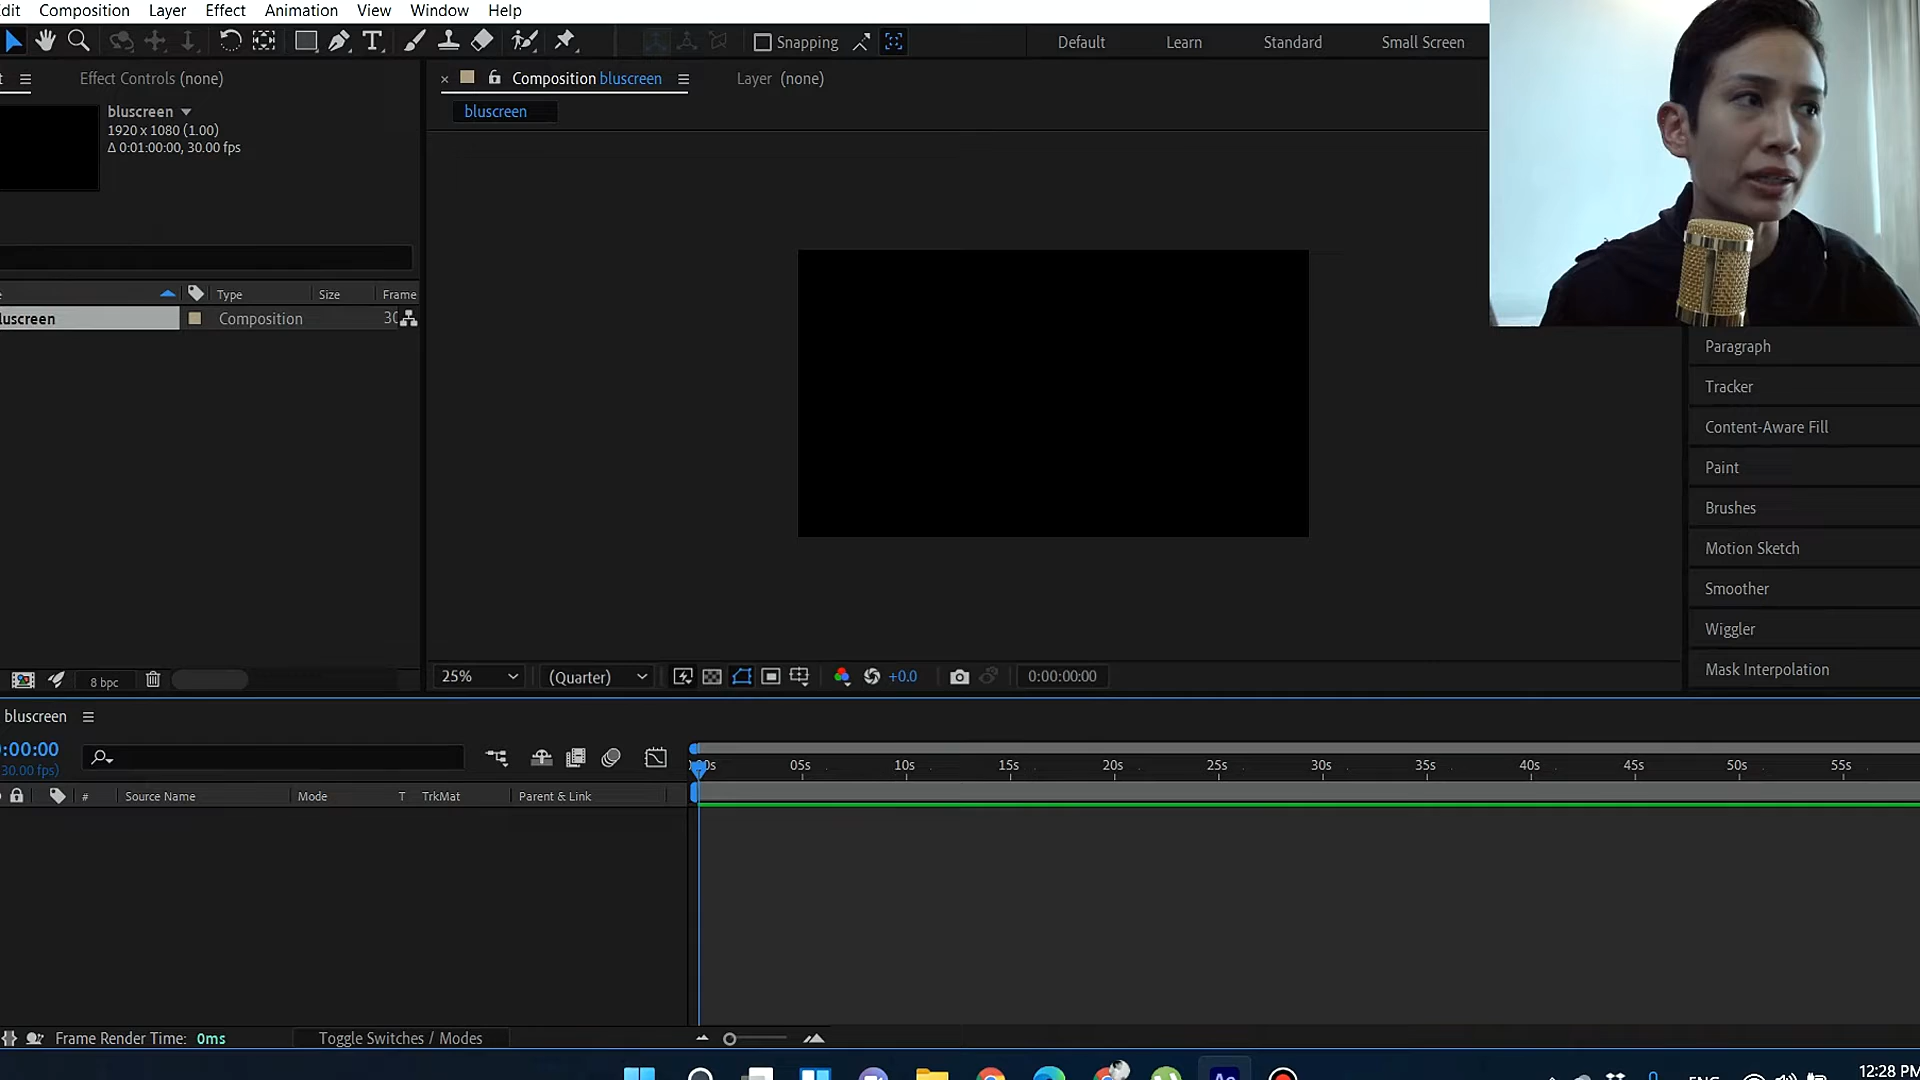 dit Composition Layer Effect Animation View Window Help
Snapping
Default Learn Standard Small Screen
t Effect Controls (none)
× Composition bluscreen Layer (none)
bluscreen
1920 x 1080 (1.00)
Δ 0:01:00:00, 30.00 fps
bluscreen
e Type Size Frame
luscreen Composition 30
Paragraph
Tracker
Content-Aware Fill
Paint
Brushes
Motion Sketch
Smoother
Wiggler
Mask Interpolation
8 bpc
25% (Quarter) +0.0 0:00:00:00
bluscreen
:00:00
30.00 fps)
# Source Name Mode T TrkMat Parent & Link
05s 10s 15s 20s 25s 30s 35s 40s 45s 50s 55s
Frame Render Time: 0ms Toggle Switches / Modes
Ae
ENG
12:28 PM